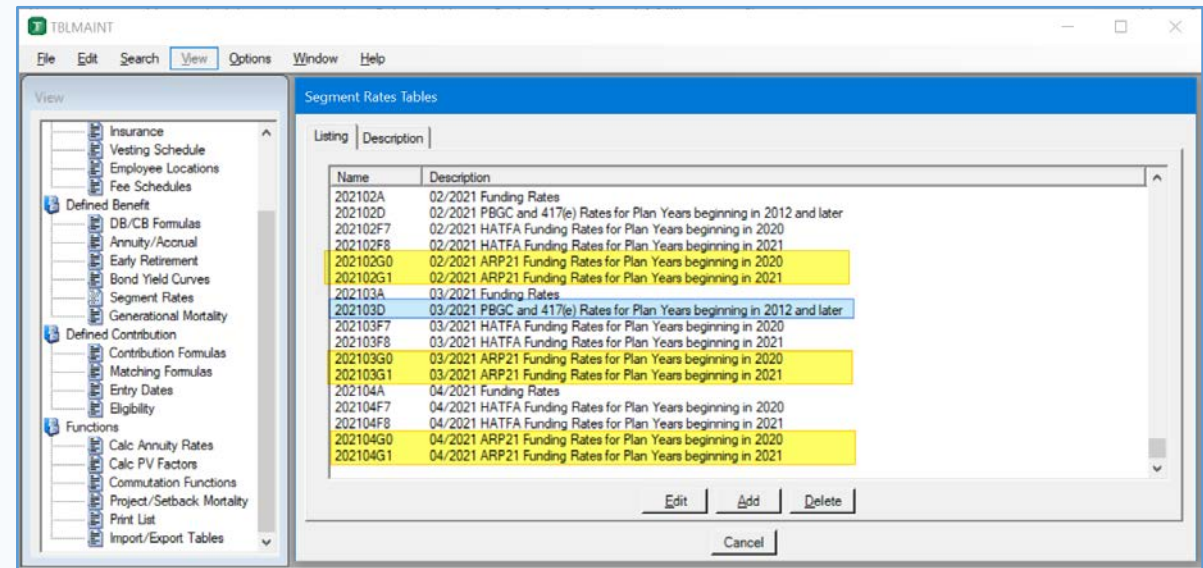 TBLMAINT
File Edit Search View Options Window Help
View
Insurance
Vesting Schedule
Employee Locations
Fee Schedules
Defined Benefit
DB/CB Formulas
Annuity/Accrual
Early Retirement
Bond Yield Curves
Segment Rates
Generational Mortality
Defined Contribution
Contribution Formulas
Matching Formulas
Entry Dates
Eligibility
Functions
Calc Annuity Rates
Calc PV Factors
Commutation Functions
Project/Setback Mortality
Print List
Import/Export Tables
Segment Rates Tables
Listing Description
Name Description
202102A 02/2021 Funding Rates
202102D 02/2021 PBGC and 417(e) Rates for Plan Years beginning in 2012 and later
202102F7 02/2021 HATFA Funding Rates for Plan Years beginning in 2020
202102F8 02/2021 HATFA Funding Rates for Plan Years beginning in 2021
202102G0 02/2021 ARP21 Funding Rates for Plan Years beginning in 2020
202102G1 02/2021 ARP21 Funding Rates for Plan Years beginning in 2021
202103A 03/2021 Funding Rates
202103D 03/2021 PBGC and 417(e) Rates for Plan Years beginning in 2012 and later
202103F7 03/2021 HATFA Funding Rates for Plan Years beginning in 2020
202103F8 03/2021 HATFA Funding Rates for Plan Years beginning in 2021
202103G0 03/2021 ARP21 Funding Rates for Plan Years beginning in 2020
202103G1 03/2021 ARP21 Funding Rates for Plan Years beginning in 2021
202104A 04/2021 Funding Rates
202104F7 04/2021 HATFA Funding Rates for Plan Years beginning in 2020
202104F8 04/2021 HATFA Funding Rates for Plan Years beginning in 2021
202104G0 04/2021 ARP21 Funding Rates for Plan Years beginning in 2020
202104G1 04/2021 ARP21 Funding Rates for Plan Years beginning in 2021
Edit Add Delete
Cancel